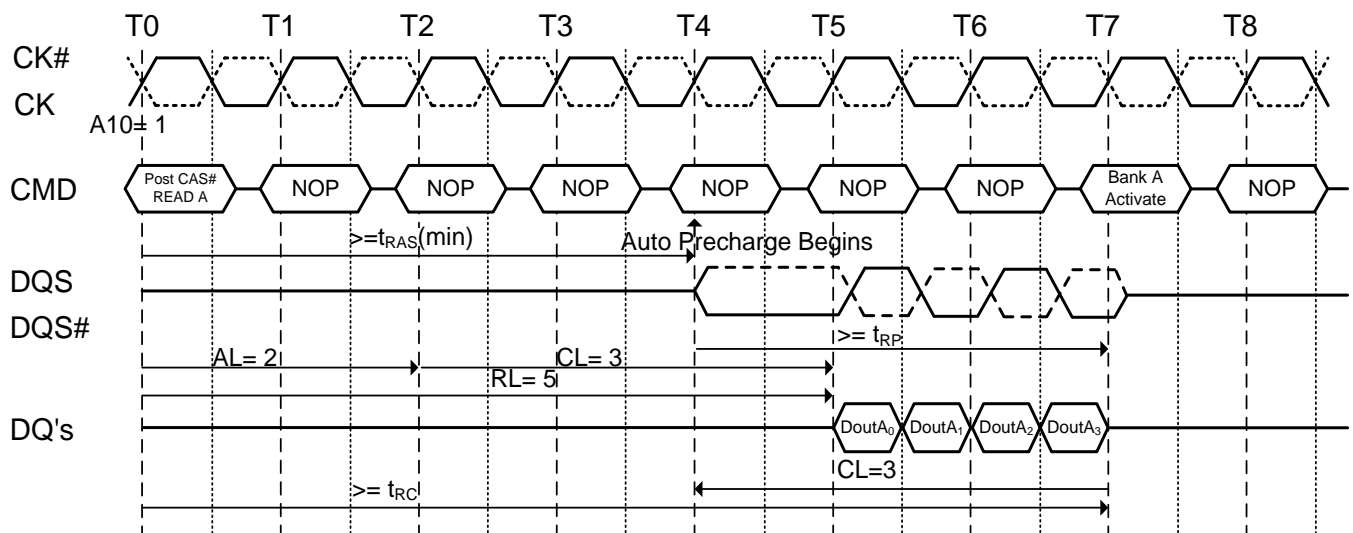 T0 T1 T2 T3 T4 T5 T6 T7 T8
CK#
CK
A10= 1
CMD
Post CAS#
READ A
NOP NOP NOP NOP NOP NOP
Bank A
Activate
NOP
>=tRAS(min)
Auto Precharge Begins
DQS
DQS#
>= tRP
AL= 2
CL= 3
RL= 5
DQ's
DoutA0 DoutA1 DoutA2 DoutA3
CL=3
>= tRC